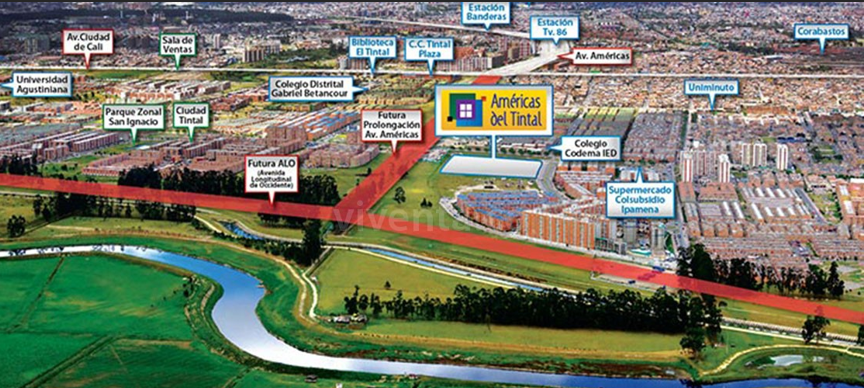 Estación
Banderas
Estación
Tv. 86
Corabastos
Av.Ciudad
de Cali
Sala de
Ventas
Biblioteca
El Tintal
C.C. Tintal
Plaza
Av. Américas
Universidad
Agustiniana
Colegio Distrital
Gabriel Betancour
Uniminuto
Parque Zonal
San Ignacio
Ciudad
Tintal
Futura
Prolongación
Av. Américas
Américas
del Tintal
Colegio
Codema IED
Futura ALO
(Avenida
Longitudinal
de Occidente)
Supermercado
Colsubsidio
Ipamena